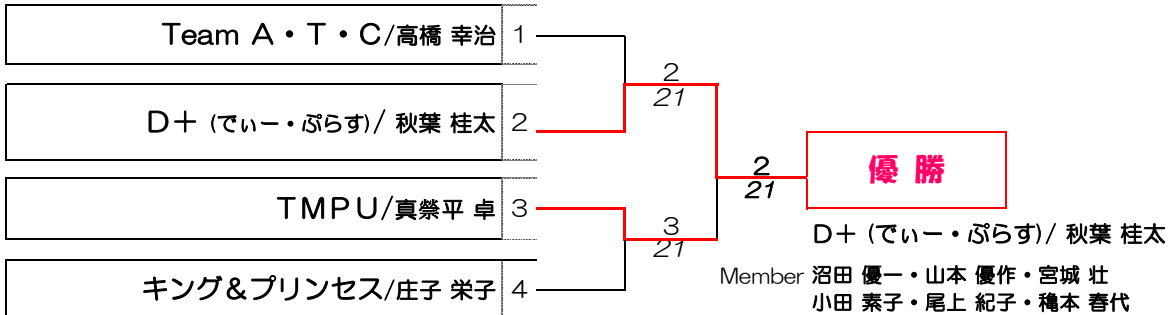 Team A・T・C/高橋 幸治 1
2
21
D＋ (でぃー・ぷらす)/ 秋葉 桂太 2
2
21
優 勝
TMPU/真榮平 卓 3
3
21
D＋ (でぃー・ぷらす)/ 秋葉 桂太
キング＆プリンセス/庄子 栄子 4
Member 沼田 優一・山本 優作・宮城 壮
小田 素子・尾上 紀子・穐本 春代